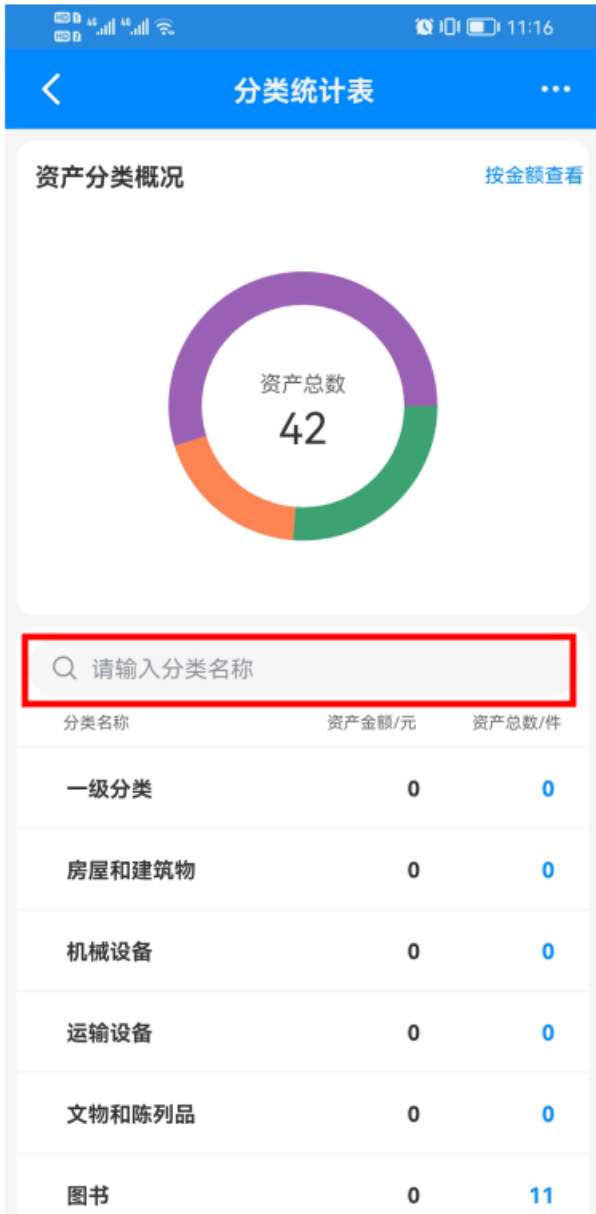 11:16
分类统计表
资产分类概况
按金额查看
资产总数
42
请输入分类名称
分类名称 资产金额/元 资产总数/件
一级分类 0 0
房屋和建筑物 0 0
机械设备 0 0
运输设备 0 0
文物和陈列品 0 0
图书 0 11